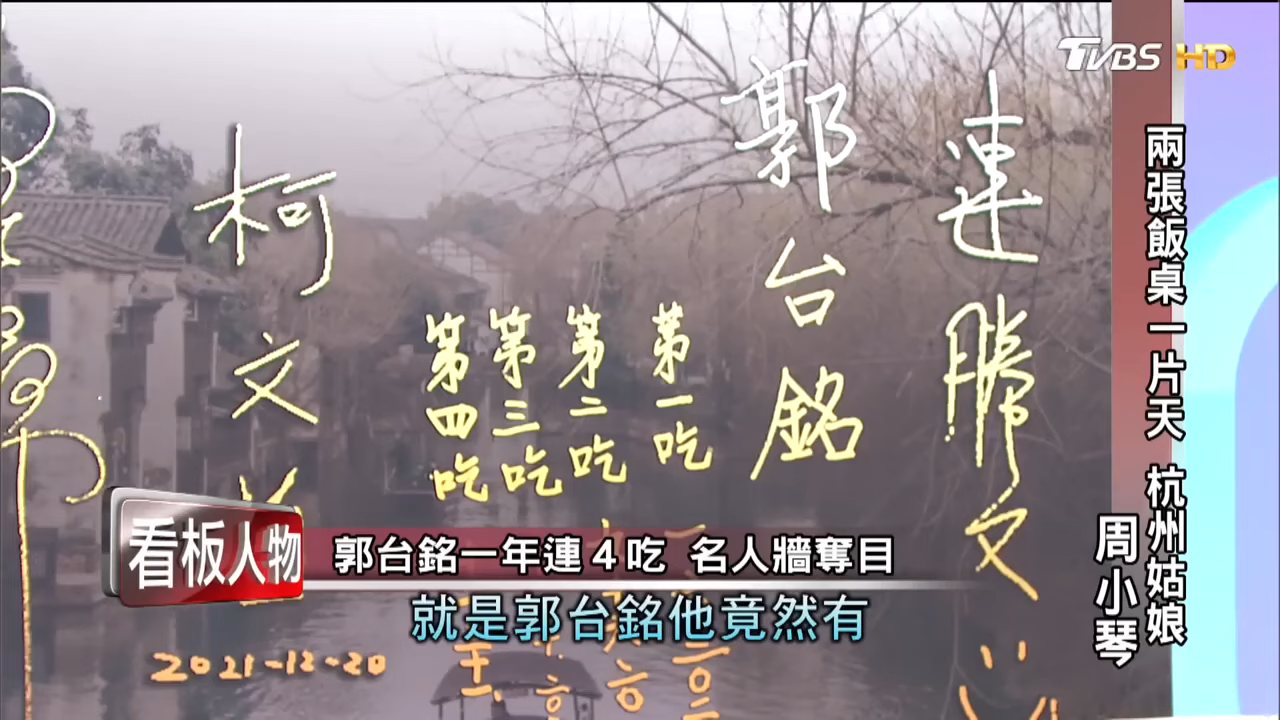 TVBS HD
兩張飯桌一片天 杭州姑娘
周小琴
連勝文
郭台銘
第一吃
第二吃
第三吃
第四吃
柯文
2021-12-20
看板人物
郭台銘一年連4吃 名人牆奪目
就是郭台銘他竟然有